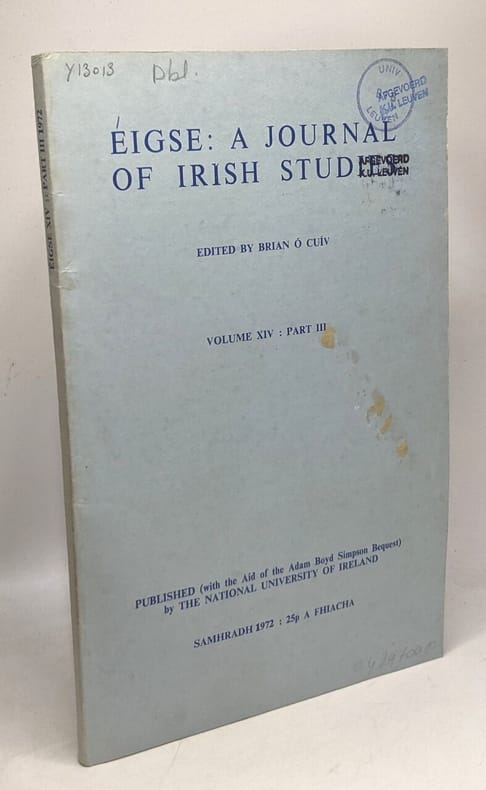 Y13013 Dbl.
UNIV.
LEUVEN
AFGEVOERD
K.U. LEUVEN
ÉIGSE: A JOURNAL
OF IRISH STUDIES
AFGEVOERD
K.U. LEUVEN
EDITED BY BRIAN Ó CUÍV
VOLUME XIV : PART III
PUBLISHED (with the Aid of the Adam Boyd Simpson Bequest)
by THE NATIONAL UNIVERSITY OF IRELAND
SAMHRADH 1972 : 25p A FHIACHA
ÉIGSE XIV : PART III 1972